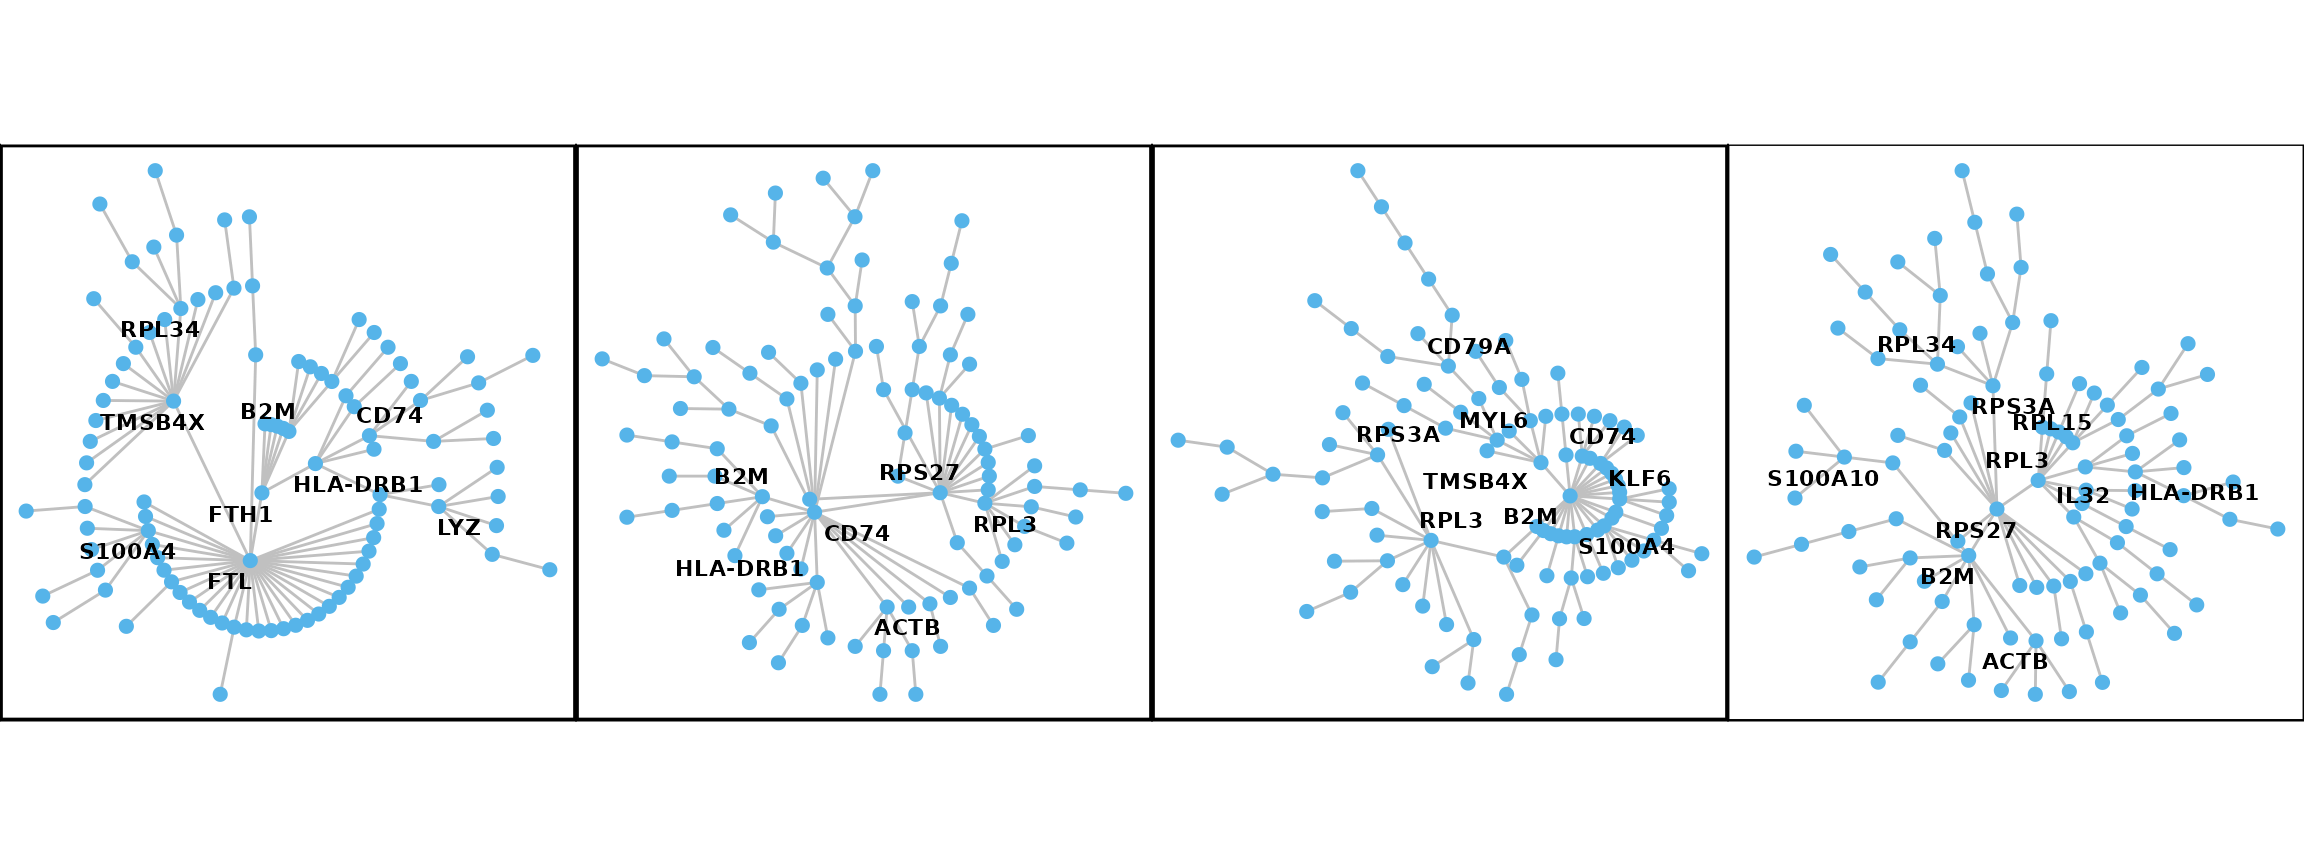 RPL34
B2M
TMSB4X
CD74
HLA-DRB1
FTH1
LYZ
S100A4
FTL
RPS27
B2M
RPL3
CD74
HLA-DRB1
ACTB
CD79A
MYL6
RPS3A
CD74
TMSB4X
KLF6
B2M
RPL3
S100A4
RPL34
RPS3A
RPL15
RPL3
S100A10
HLA-DRB1
IL32
RPS27
B2M
ACTB